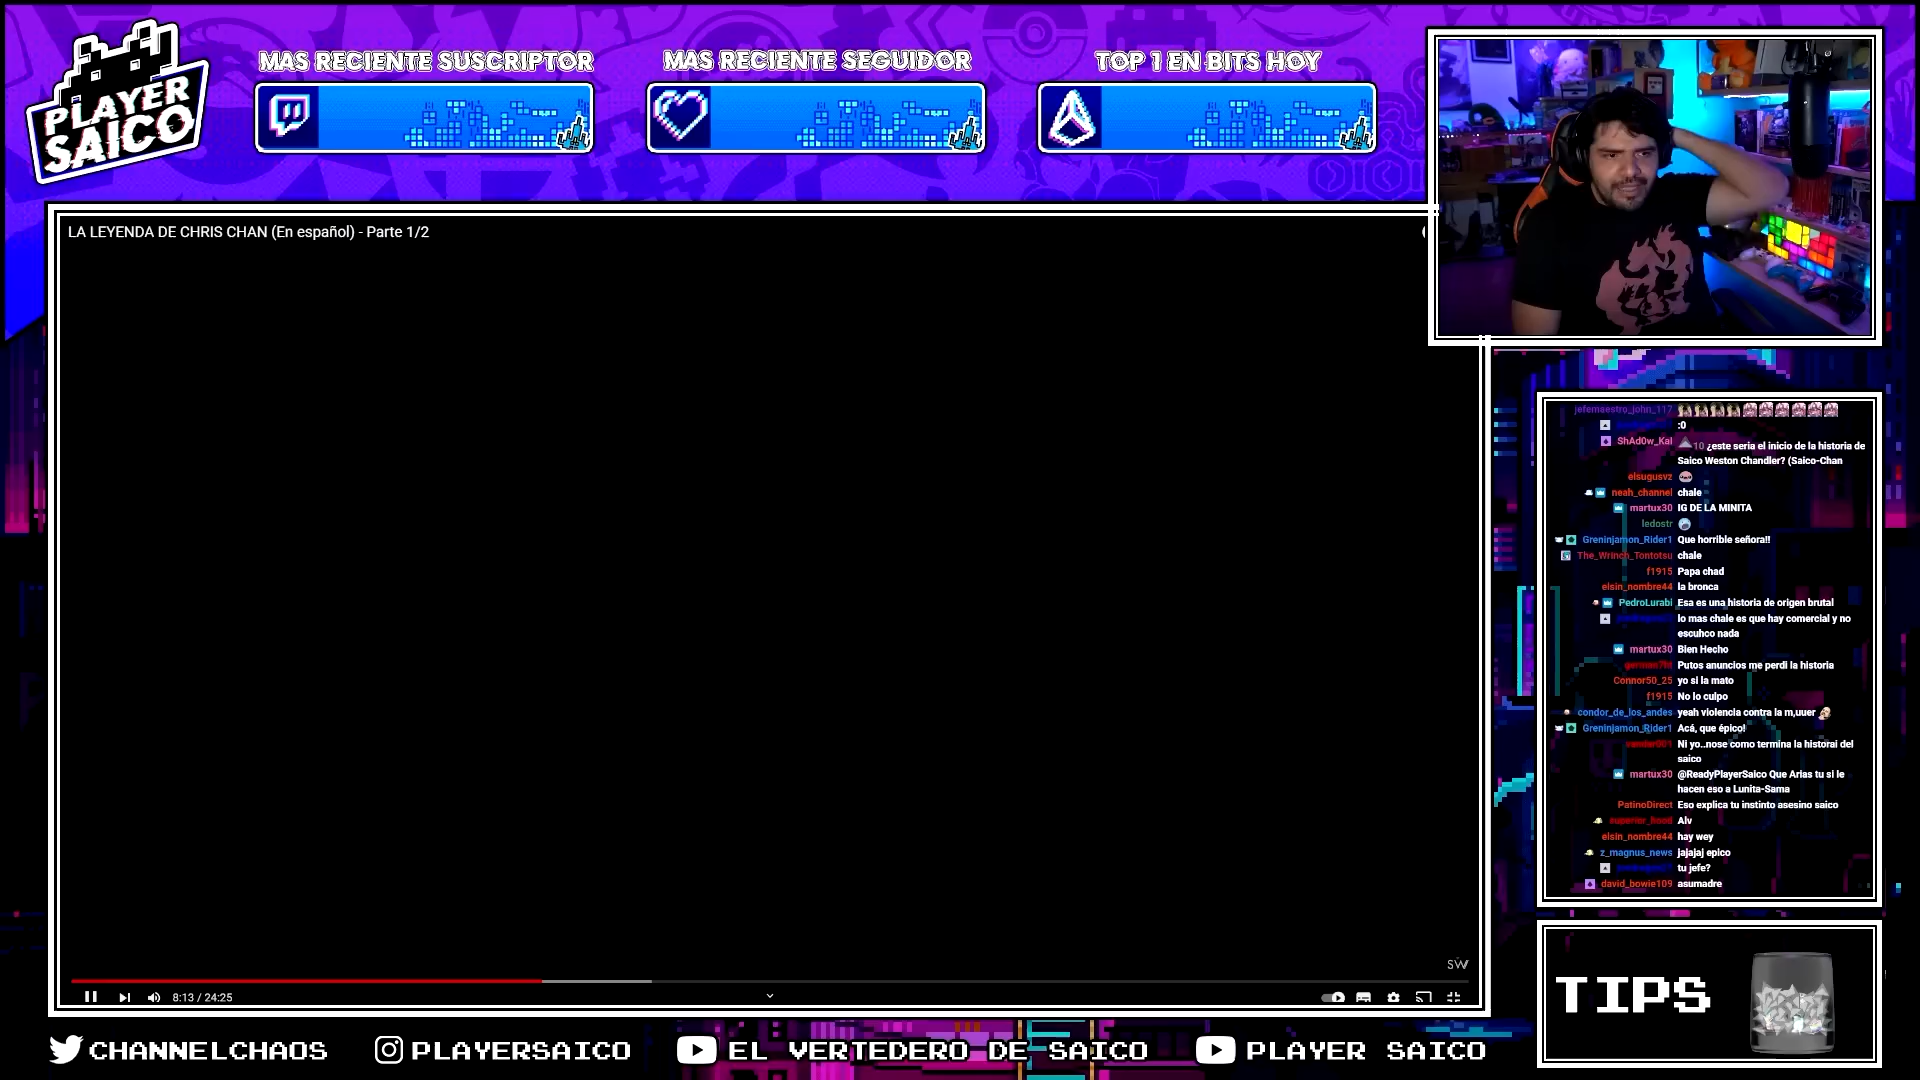 PLAYER
SAICO
MAS RECIENTE SUSCRIPTOR
MAS RECIENTE SEGUIDOR
TOP 1 EN BITS HOY
LA LEYENDA DE CHRIS CHAN (En español) - Parte 1/2
SW
8:13 / 24:25
jefemaestro_john_117
:0
ShAd0w_Kal 10 ¿este seria el inicio de la historia de
Saico Weston Chandler? (Saico-Chan
elsugusvz
neah_channel chale
martux30 IG DE LA MINITA
ledostr
Greninjamon_Rider1 Que horrible señora!!
The_Wrinch_Tontotsu chale
f1915 Papa chad
elsin_nombre44 la bronca
PedroLurabi Esa es una historia de origen brutal
lo mas chale es que hay comercial y no
escuhco nada
martux30 Bien Hecho
Putos anuncios me perdi la historia
Connor50_25 yo si la mato
f1915 No lo culpo
condor_de_los_andes yeah violencia contra la m,uuer
Greninjamon_Rider1 Acá, que épico!
Ni yo..nose como termina la historai del
saico
martux30 @ReadyPlayerSaico Que Arias tu si le
hacen eso a Lunita-Sama
PatinoDirect Eso explica tu instinto asesino saico
superior_hood Alv
elsin_nombre44 hay wey
z_magnus_news jajajaj epico
tu jefe?
david_bowie109 asumadre
TIPS
CHANNELCHAOS
PLAYERSAICO
EL VERTEDERO DE SAICO
PLAYER SAICO